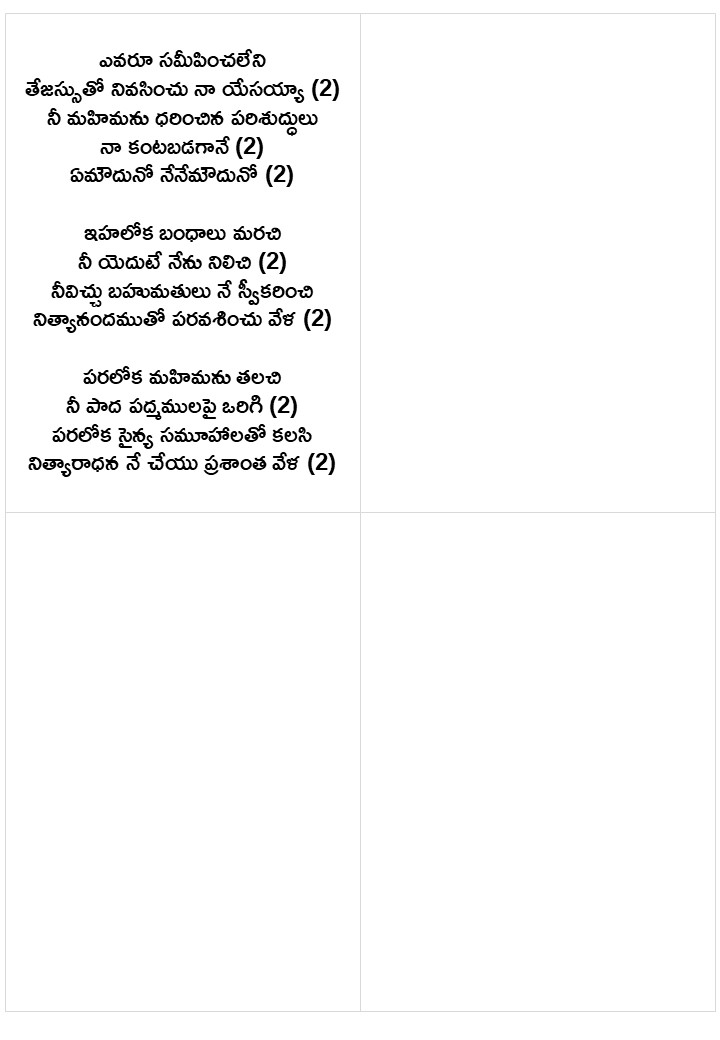 ఎవరూ సమీపించలేని
తేజస్సుతో నివసించు నా యేసయ్యా (2)
నీ మహిమను ధరించిన పరిశుద్ధులు
నా కంటబడగానే (2)
ఏమౌదునో నేనేమౌదునో (2)
ఇహలోక బంధాలు మరచి
నీ యెదుటే నేను నిలిచి (2)
నీవిచ్చు బహుమతులు నే స్వీకరించి
నిత్యానందముతో పరవశించు వేళ (2)
పరలోక మహిమను తలచి
నీ పాద పద్మములపై ఒరిగి (2)
పరలోక సైన్య సమూహాలతో కలసి
నిత్యారాధన నే చేయు ప్రశాంత వేళ (2)